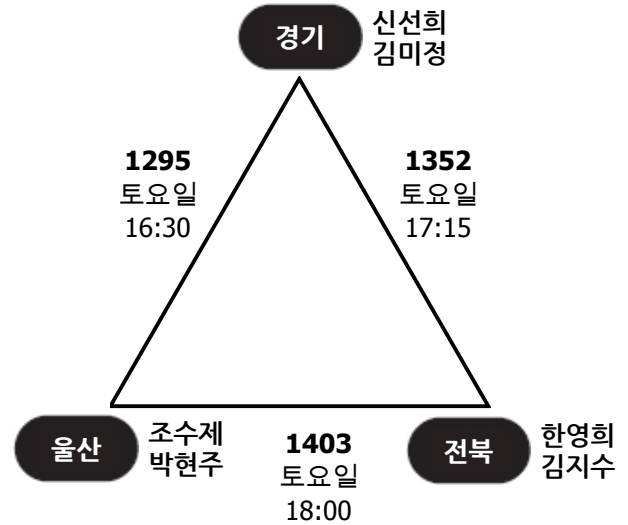 경기
신선희
김미정
1295
토요일
16:30
1352
토요일
17:15
울산
조수제
박현주
1403
토요일
18:00
전북
한영희
김지수